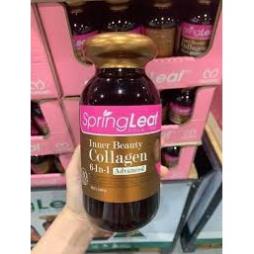 SpringLeaf
Inner Beauty
Collagen
6-In-1 Advanced